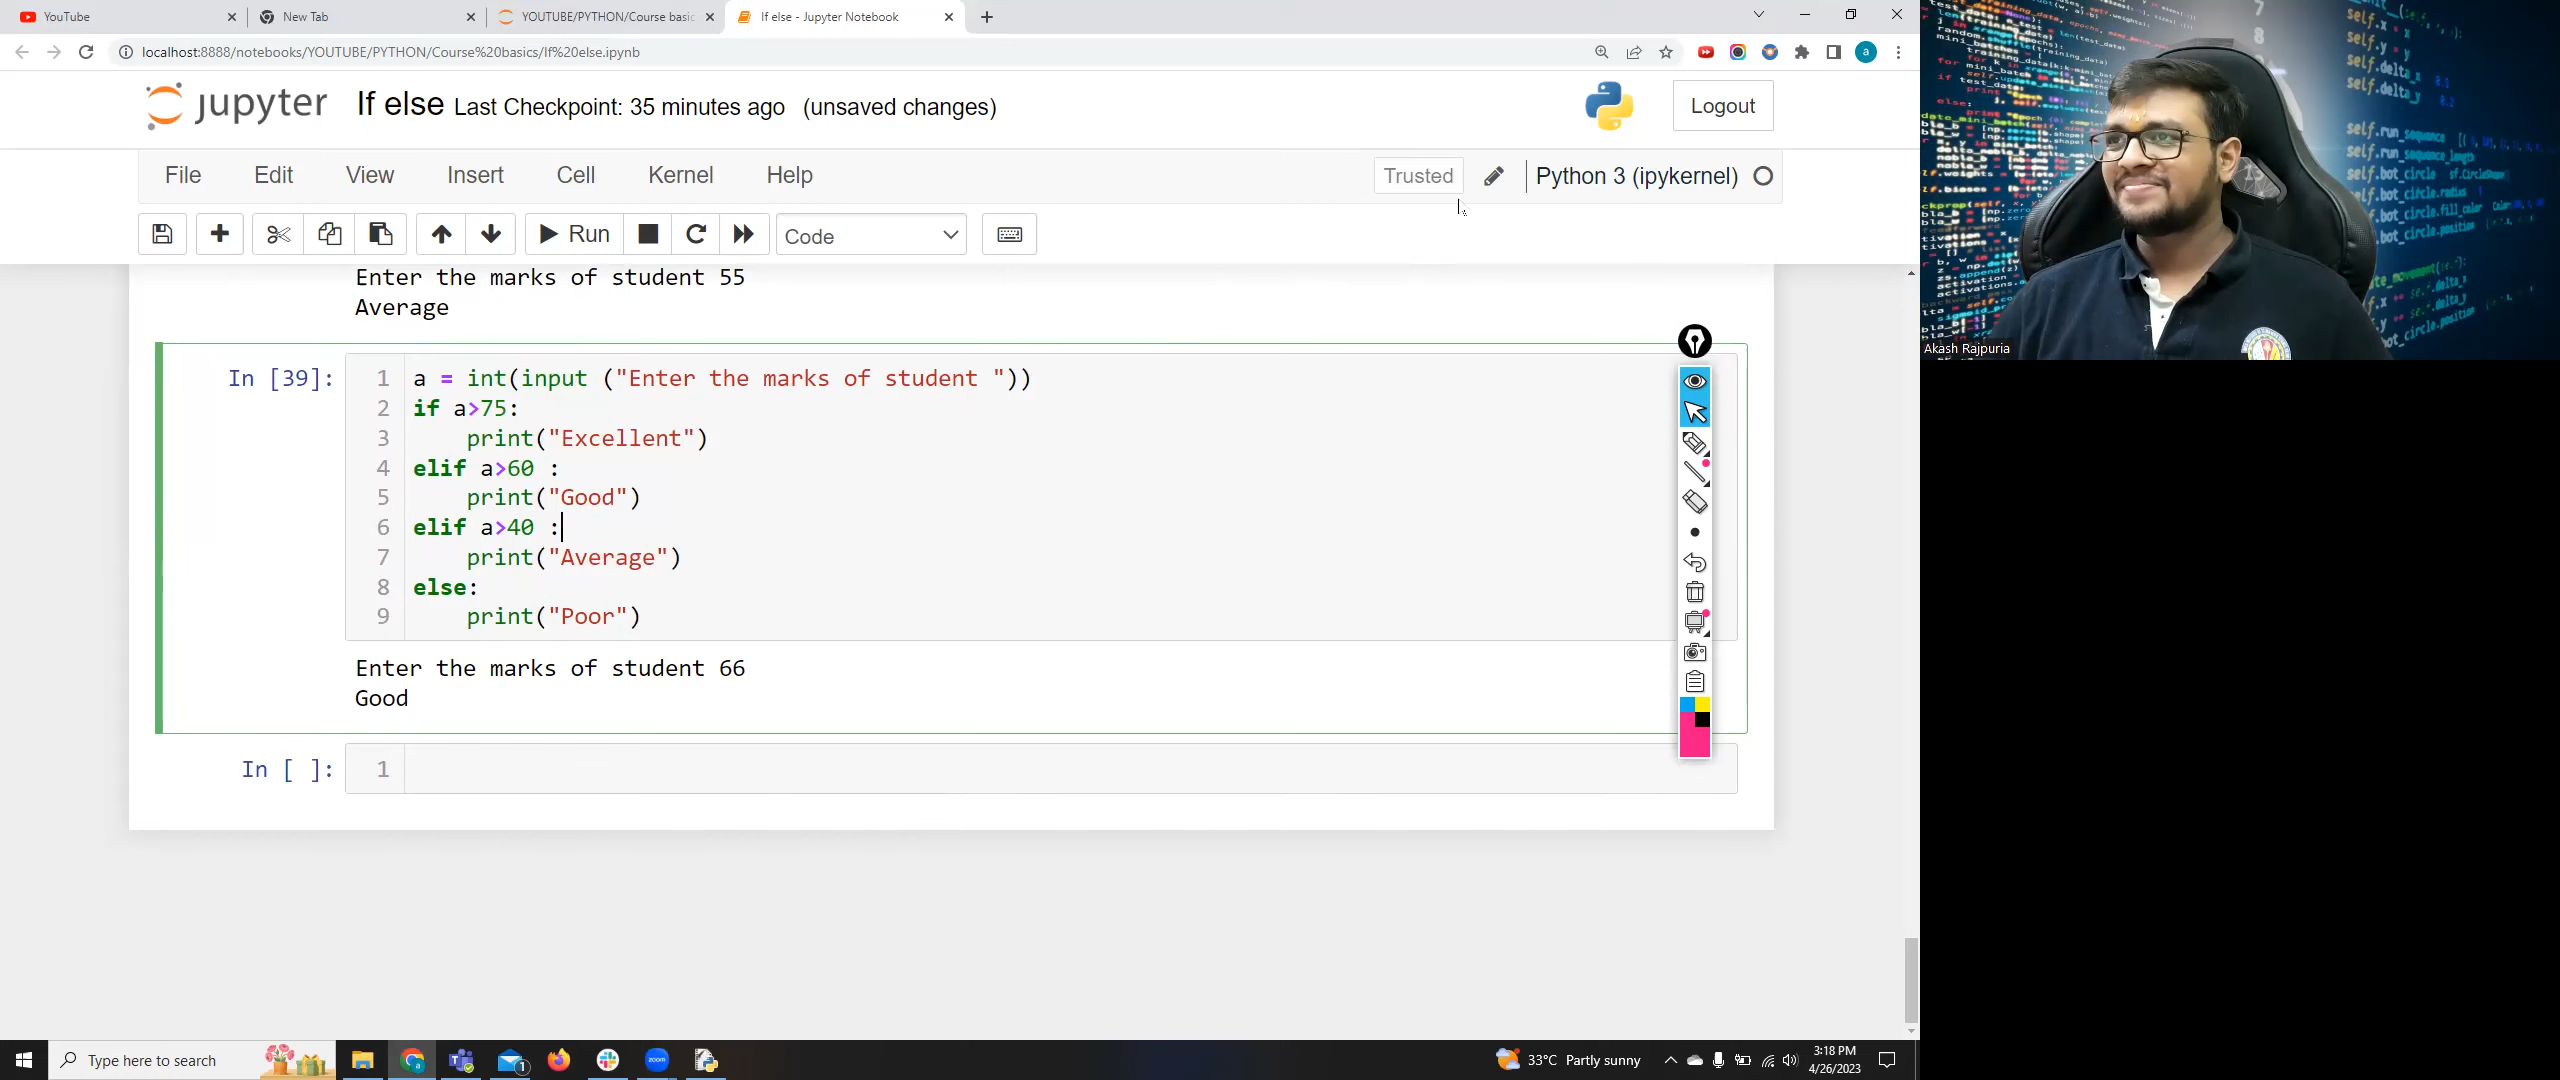 YouTube
New Tab
YOUTUBE/PYTHON/Course basic
If else - Jupyter Notebook
localhost:8888/notebooks/YOUTUBE/PYTHON/Course%20basics/If%20else.ipynb
a
jupyter If else Last Checkpoint: 35 minutes ago (unsaved changes)
Logout
File Edit View Insert Cell Kernel Help
Trusted
Python 3 (ipykernel)
Run
Code
Enter the marks of student 55
Average
In [39]:
1 a = int(input ("Enter the marks of student "))
2 if a>75:
3 print("Excellent")
4 elif a>60 :
5 print("Good")
6 elif a>40 :
7 print("Average")
8 else:
9 print("Poor")
Enter the marks of student 66
Good
In [ ]:
1
Akash Rajpuria
Type here to search
zoom
1
33°C Partly sunny
3:18 PM
4/26/2023